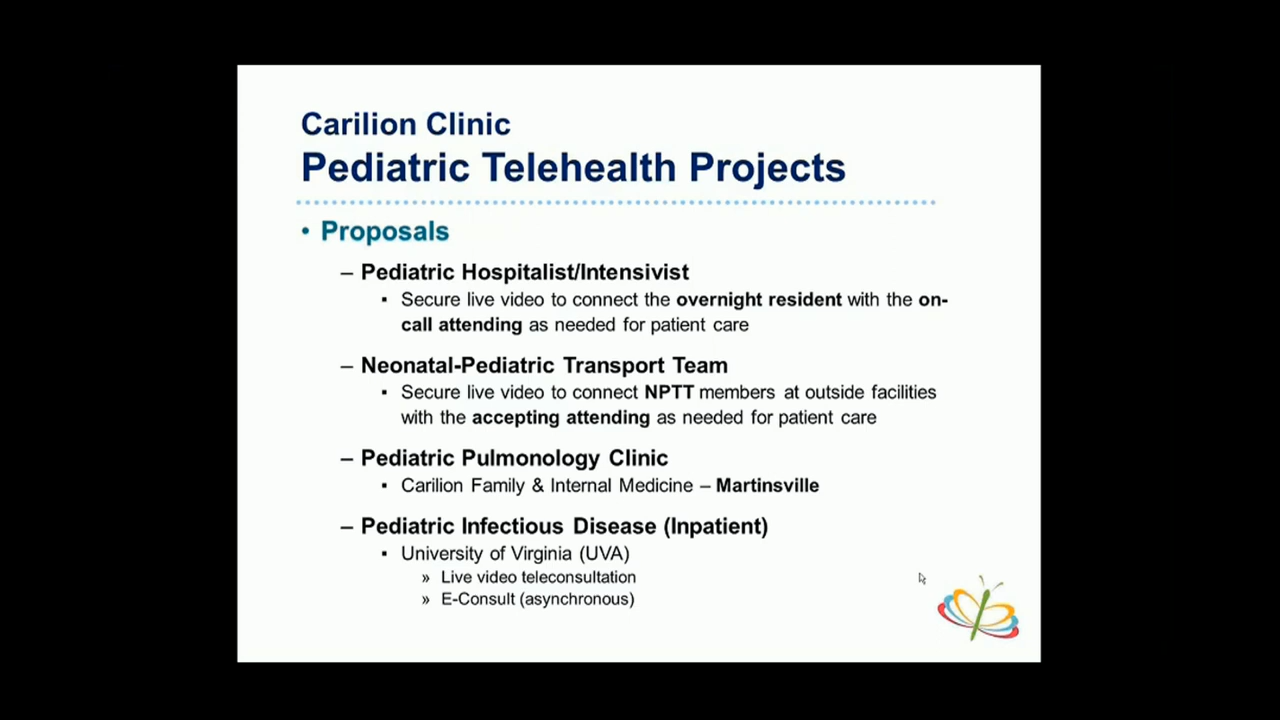 Carilion Clinic
Pediatric Telehealth Projects
• Proposals
– Pediatric Hospitalist/Intensivist
▪ Secure live video to connect the overnight resident with the on-
call attending as needed for patient care
– Neonatal-Pediatric Transport Team
▪ Secure live video to connect NPTT members at outside facilities
with the accepting attending as needed for patient care
– Pediatric Pulmonology Clinic
▪ Carilion Family & Internal Medicine – Martinsville
– Pediatric Infectious Disease (Inpatient)
▪ University of Virginia (UVA)
» Live video teleconsultation
» E-Consult (asynchronous)